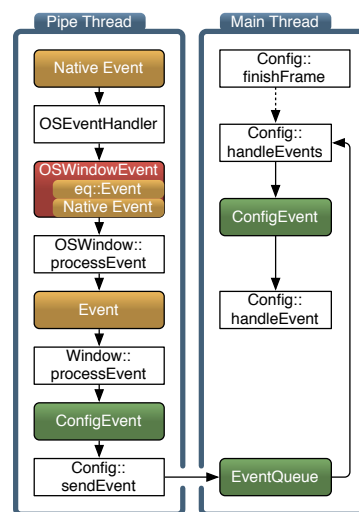 Pipe Thread
Native Event
OSEventHandler
OSWindowEvent
eq::Event
Native Event
OSWindow::
processEvent
Event
Window::
processEvent
ConfigEvent
Config::
sendEvent
Main Thread
Config::
finishFrame
Config::
handleEvents
ConfigEvent
Config::
handleEvent
EventQueue